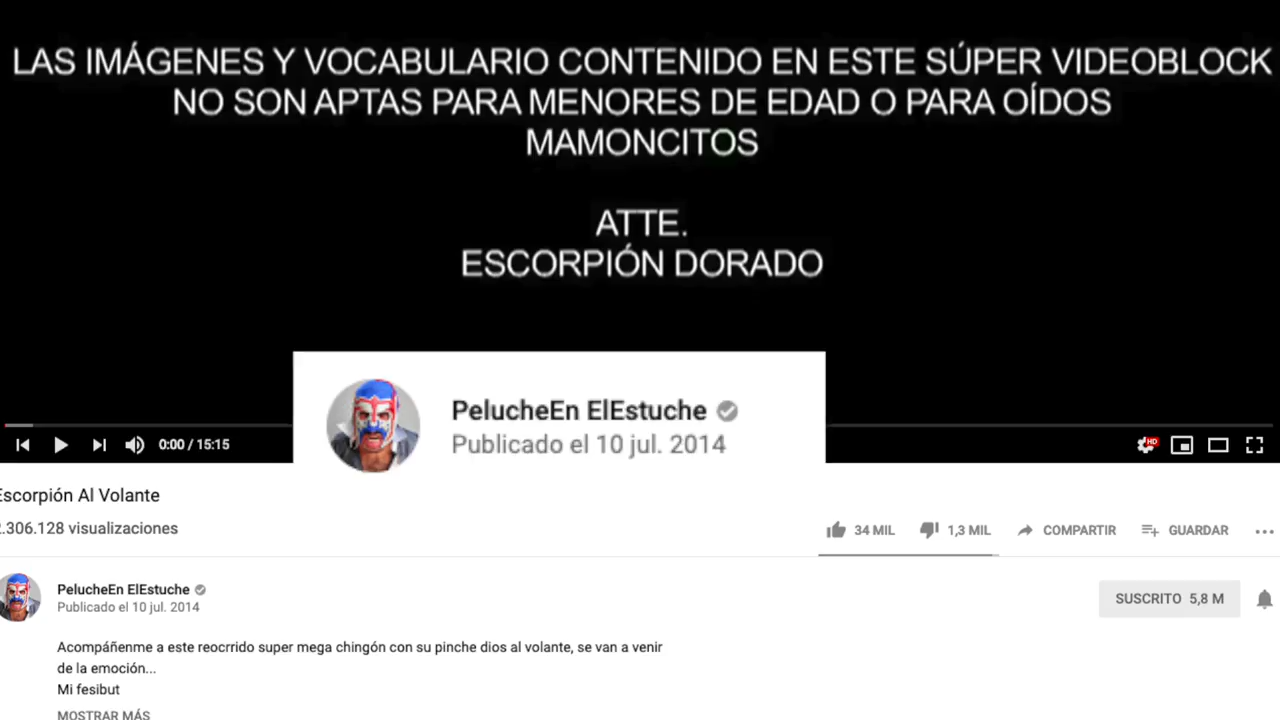 LAS IMÁGENES Y VOCABULARIO CONTENIDO EN ESTE SÚPER VIDEOBLOCK
NO SON APTAS PARA MENORES DE EDAD O PARA OÍDOS
MAMONCITOS
ATTE.
ESCORPIÓN DORADO
PelucheEn ElEstuche
Publicado el 10 jul. 2014
0:00 / 15:15
HD
Escorpión Al Volante
.306.128 visualizaciones
34 MIL 1,3 MIL COMPARTIR GUARDAR
PelucheEn ElEstuche
Publicado el 10 jul. 2014
SUSCRITO 5,8 M
Acompáñenme a este reocrrido super mega chingón con su pinche dios al volante, se van a venir
de la emoción...
Mi fesibut
MOSTRAR MÁS